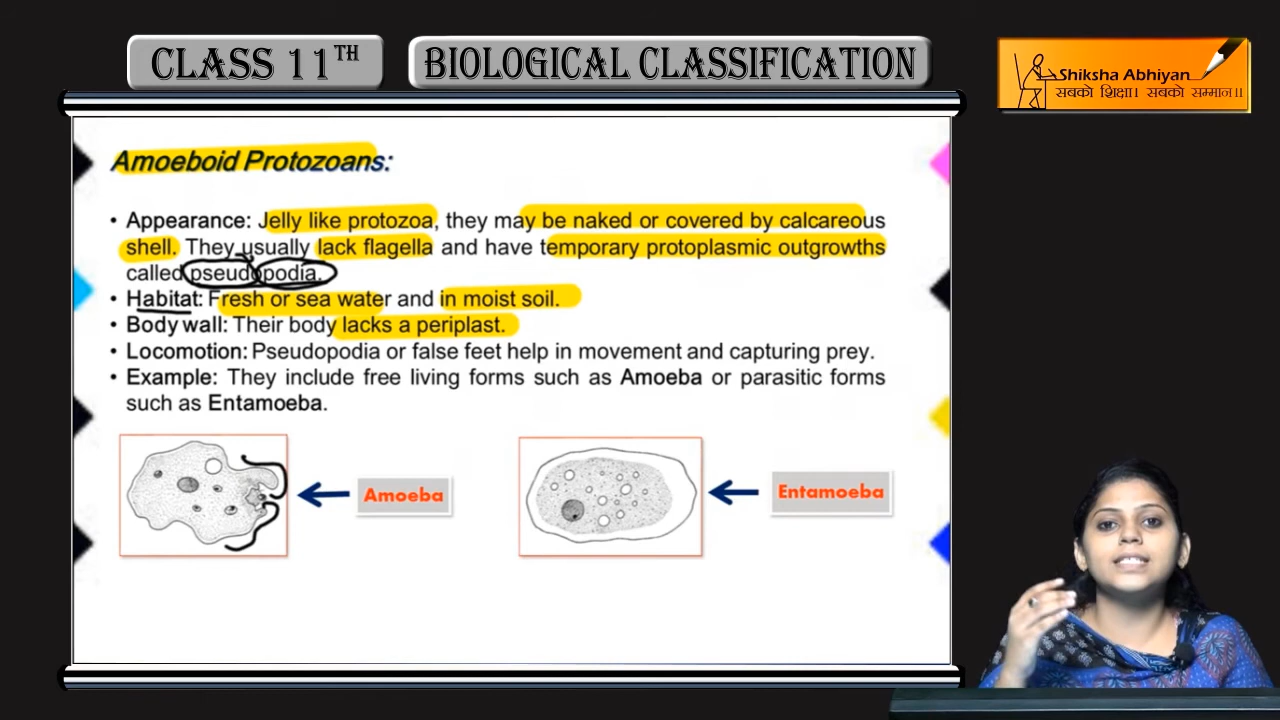 CLASS 11TH
BIOLOGICAL CLASSIFICATION
Shiksha Abhiyan
सबको शिक्षा। सबको सम्मान।।
Amoeboid Protozoans:
• Appearance: Jelly like protozoa, they may be naked or covered by calcareous
shell. They usually lack flagella and have temporary protoplasmic outgrowths
called pseudopodia.
• Habitat: Fresh or sea water and in moist soil.
• Body wall: Their body lacks a periplast.
• Locomotion: Pseudopodia or false feet help in movement and capturing prey.
• Example: They include free living forms such as Amoeba or parasitic forms
such as Entamoeba.
Amoeba
Entamoeba